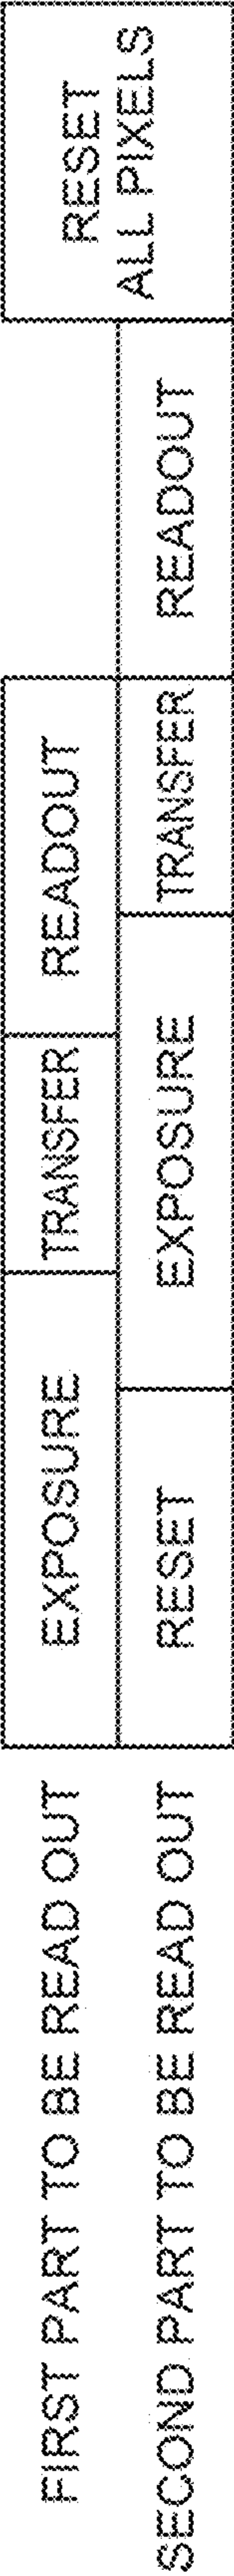 FIRST PART TO BE READ OUT
EXPOSURE
TRANSFER
READOUT
SECOND PART TO BE READ OUT
RESET
EXPOSURE
TRANSFER
READOUT
RESET
ALL PIXELS